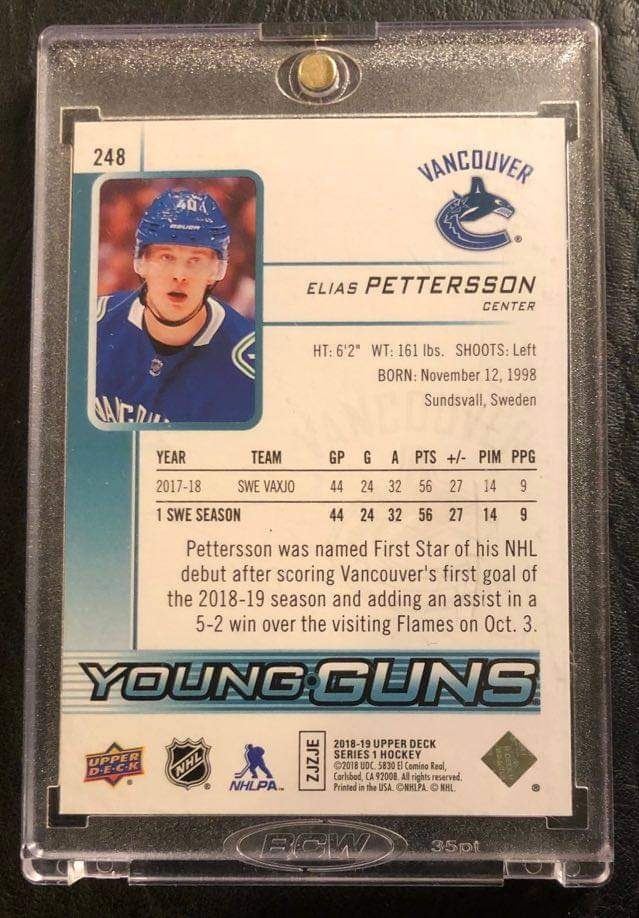 248
VANCOUVER
40
BAUER
ELIAS PETTERSSON
CENTER
HT: 6'2" WT: 161 lbs. SHOOTS: Left
BORN: November 12, 1998
Sundsvall, Sweden
YEAR TEAM GP G A PTS +/- PIM PPG
2017-18 SWE VAXJO 44 24 32 56 27 14 9
1 SWE SEASON 44 24 32 56 27 14 9
Pettersson was named First Star of his NHL
debut after scoring Vancouver's first goal of
the 2018-19 season and adding an assist in a
5-2 win over the visiting Flames on Oct. 3.
YOUNG GUNS
UPPER DECK
NHL
NHLPA
ZJZJE
2018-19 UPPER DECK
SERIES 1 HOCKEY
©2018 UDC. 5830 El Camino Real,
Carlsbad, CA 92008. All rights reserved.
Printed in the USA. ©NHLPA. © NHL.
BCW 35pt